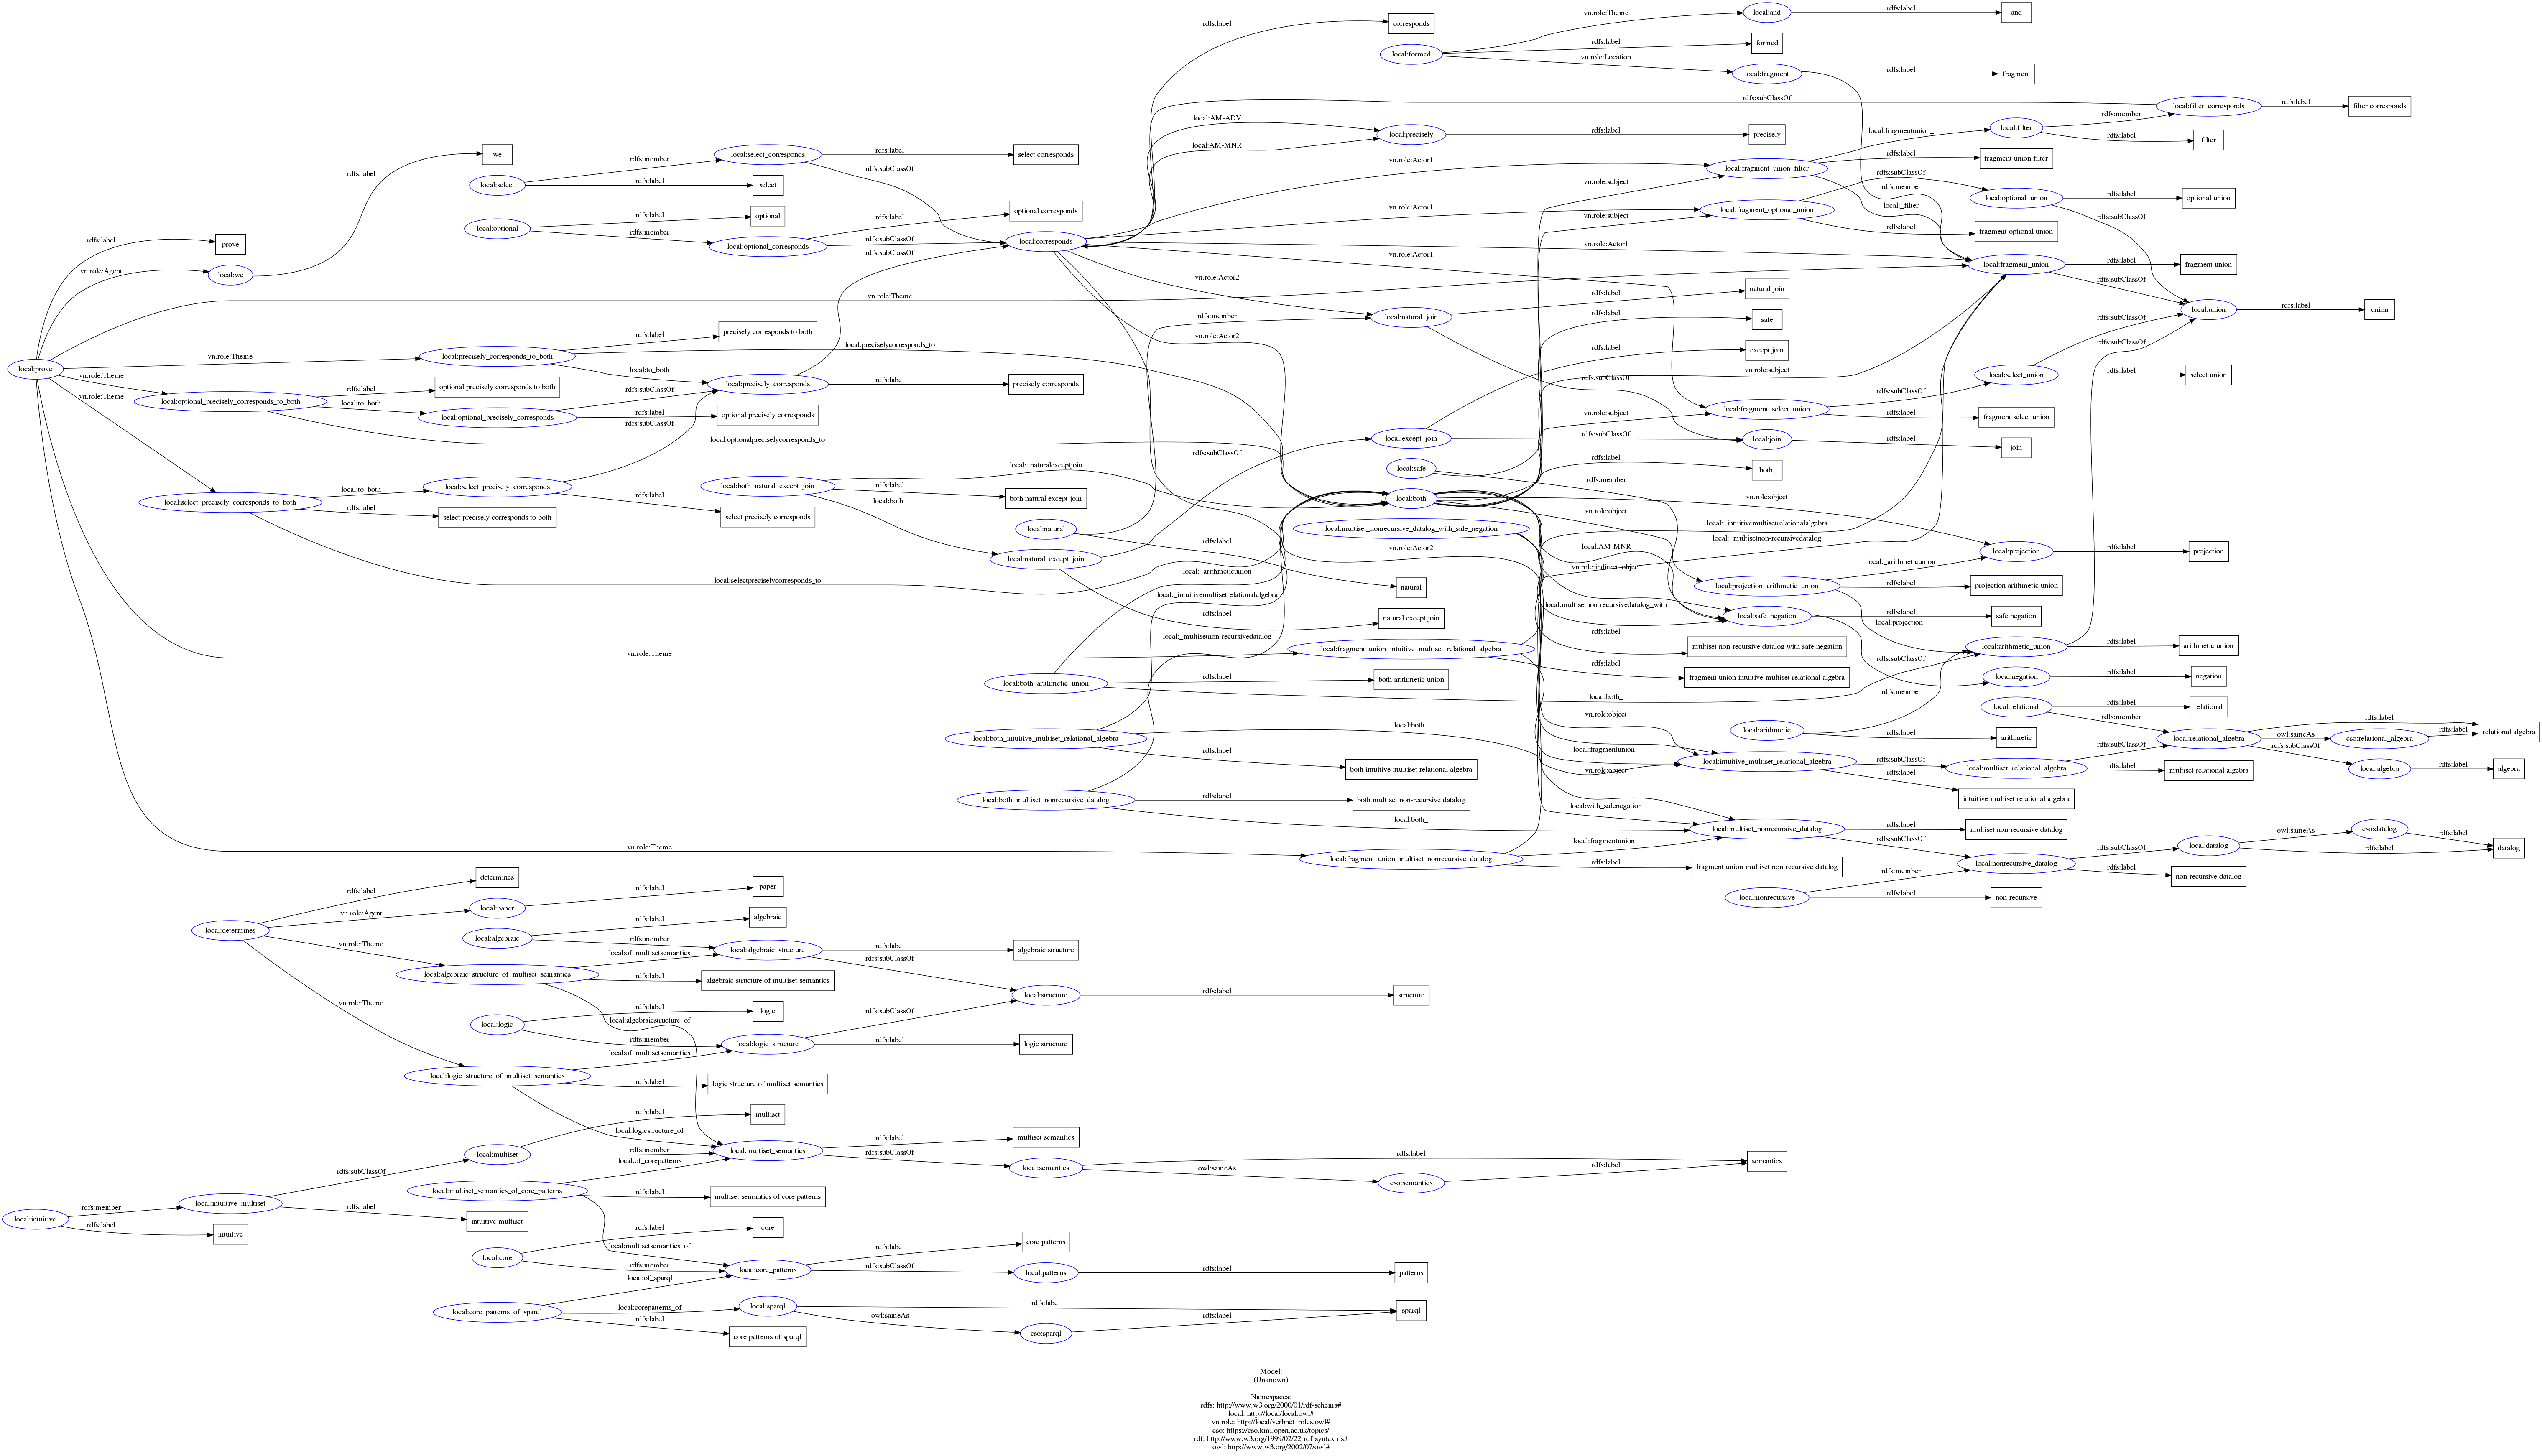 local:prove
rdfs:label
prove
vn.role:Agent
local:we
rdfs:label
we
vn.role:Theme
vn.role:Theme
local:precisely_corresponds_to_both
rdfs:label
precisely corresponds to both
local:preciselycorresponds_to
local:to_both
vn.role:Theme
local:optional_precisely_corresponds_to_both
rdfs:label
optional precisely corresponds to both
local:to_both
local:optional_precisely_corresponds
rdfs:subClassOf
rdfs:label
optional precisely corresponds
local:optionalpreciselycorresponds_to
vn.role:Theme
local:select_precisely_corresponds_to_both
local:to_both
local:select_precisely_corresponds
rdfs:subClassOf
rdfs:label
select precisely corresponds
rdfs:label
select precisely corresponds to both
local:selectpreciselycorresponds_to
vn.role:Theme
vn.role:Theme
local:select
rdfs:member
local:select_corresponds
rdfs:label
select corresponds
rdfs:subClassOf
rdfs:label
select
local:optional
rdfs:label
optional
rdfs:member
local:optional_corresponds
rdfs:label
optional corresponds
rdfs:subClassOf
local:precisely_corresponds
rdfs:subClassOf
rdfs:label
precisely corresponds
local:corresponds
rdfs:label
corresponds
rdfs:subClassOf
local:AM-ADV
local:AM-MNR
local:precisely
rdfs:label
precisely
vn.role:Actor1
vn.role:Actor1
vn.role:Actor1
vn.role:Actor1
vn.role:Actor2
vn.role:Actor2
vn.role:Actor2
local:formed
vn.role:Theme
local:and
rdfs:label
and
rdfs:label
formed
vn.role:Location
local:fragment
rdfs:label
fragment
rdfs:member
local:filter_corresponds
rdfs:label
filter corresponds
local:filter
rdfs:member
rdfs:label
filter
local:fragmentunion_
local:fragment_union_filter
rdfs:label
fragment union filter
local:_filter
vn.role:subject
vn.role:subject
local:fragment_optional_union
rdfs:subClassOf
local:optional_union
rdfs:label
optional union
rdfs:subClassOf
rdfs:label
fragment optional union
local:fragment_union
rdfs:label
fragment union
rdfs:subClassOf
local:union
rdfs:label
union
rdfs:member
local:natural_join
rdfs:label
natural join
rdfs:subClassOf
rdfs:label
safe
rdfs:label
except join
vn.role:subject
local:select_union
rdfs:subClassOf
rdfs:label
select union
rdfs:subClassOf
vn.role:subject
local:fragment_select_union
rdfs:subClassOf
rdfs:label
fragment select union
local:except_join
rdfs:subClassOf
local:join
rdfs:label
join
local:safe
rdfs:member
rdfs:label
both,
local:both
vn.role:object
local:both_natural_except_join
local:_naturalexceptjoin
rdfs:label
both natural except join
local:both_
rdfs:subClassOf
local:natural
rdfs:label
natural
local:natural_except_join
rdfs:label
natural except join
local:multiset_nonrecursive_datalog_with_safe_negation
vn.role:object
local:_intuitivemultisetrelationalalgebra
local:_multisetnon-recursivedatalog
local:AM-MNR
vn.role:indirect_object
local:projection
rdfs:label
projection
local:projection_arithmetic_union
local:_arithmeticunion
rdfs:label
projection arithmetic union
local:projection_
local:multisetnon-recursivedatalog_with
local:safe_negation
rdfs:label
safe negation
rdfs:subClassOf
local:_arithmeticunion
local:_intuitivemultisetrelationalalgebra
local:_multisetnon-recursivedatalog
rdfs:label
multiset non-recursive datalog with safe negation
local:fragment_union_intuitive_multiset_relational_algebra
rdfs:label
fragment union intuitive multiset relational algebra
local:arithmetic_union
rdfs:label
arithmetic union
local:both_arithmetic_union
rdfs:label
both arithmetic union
local:both_
rdfs:member
local:negation
rdfs:label
negation
local:relational
rdfs:label
relational
rdfs:member
local:arithmetic
rdfs:label
arithmetic
local:both_intuitive_multiset_relational_algebra
local:both_
rdfs:label
both intuitive multiset relational algebra
vn.role:object
local:fragmentunion_
vn.role:object
local:intuitive_multiset_relational_algebra
rdfs:subClassOf
rdfs:label
intuitive multiset relational algebra
local:multiset_relational_algebra
rdfs:subClassOf
rdfs:label
multiset relational algebra
local:relational_algebra
rdfs:label
relational algebra
owl:sameAs
cso:relational_algebra
rdfs:label
rdfs:subClassOf
local:algebra
rdfs:label
algebra
local:both_multiset_nonrecursive_datalog
rdfs:label
both multiset non-recursive datalog
local:both_
local:with_safenegation
local:multiset_nonrecursive_datalog
rdfs:label
multiset non-recursive datalog
rdfs:subClassOf
local:fragment_union_multiset_nonrecursive_datalog
local:fragmentunion_
rdfs:label
fragment union multiset non-recursive datalog
local:nonrecursive_datalog
rdfs:subClassOf
rdfs:label
non-recursive datalog
local:datalog
owl:sameAs
cso:datalog
rdfs:label
rdfs:label
datalog
local:nonrecursive
rdfs:member
rdfs:label
non-recursive
local:determines
rdfs:label
determines
vn.role:Agent
local:paper
rdfs:label
paper
vn.role:Theme
vn.role:Theme
local:algebraic
rdfs:label
algebraic
rdfs:member
local:algebraic_structure
rdfs:label
algebraic structure
rdfs:subClassOf
local:algebraic_structure_of_multiset_semantics
local:of_multisetsemantics
rdfs:label
algebraic structure of multiset semantics
local:algebraicstructure_of
local:structure
rdfs:label
structure
local:logic
rdfs:label
logic
rdfs:member
local:logic_structure
rdfs:subClassOf
rdfs:label
logic structure
local:logic_structure_of_multiset_semantics
local:of_multisetsemantics
rdfs:label
logic structure of multiset semantics
local:logicstructure_of
local:multiset
rdfs:label
multiset
rdfs:member
local:multiset_semantics
rdfs:label
multiset semantics
rdfs:subClassOf
local:semantics
rdfs:label
semantics
owl:sameAs
cso:semantics
rdfs:label
local:multiset_semantics_of_core_patterns
local:of_corepatterns
rdfs:label
multiset semantics of core patterns
local:multisetsemantics_of
local:intuitive
rdfs:member
local:intuitive_multiset
rdfs:subClassOf
rdfs:label
intuitive multiset
rdfs:label
intuitive
local:core
rdfs:label
core
rdfs:member
local:core_patterns
rdfs:label
core patterns
rdfs:subClassOf
local:patterns
rdfs:label
patterns
local:core_patterns_of_sparql
local:of_sparql
local:corepatterns_of
local:sparql
rdfs:label
sparql
owl:sameAs
cso:sparql
rdfs:label
rdfs:label
core patterns of sparql
Model:
(Unknown)
Namespaces:
rdfs: http://www.w3.org/2000/01/rdf-schema#
local: http://local/local.owl#
vn.role: http://local/verbnet_roles.owl#
cso: https://cso.kmi.open.ac.uk/topics/
rdf: http://www.w3.org/1999/02/22-rdf-syntax-ns#
owl: http://www.w3.org/2002/07/owl#